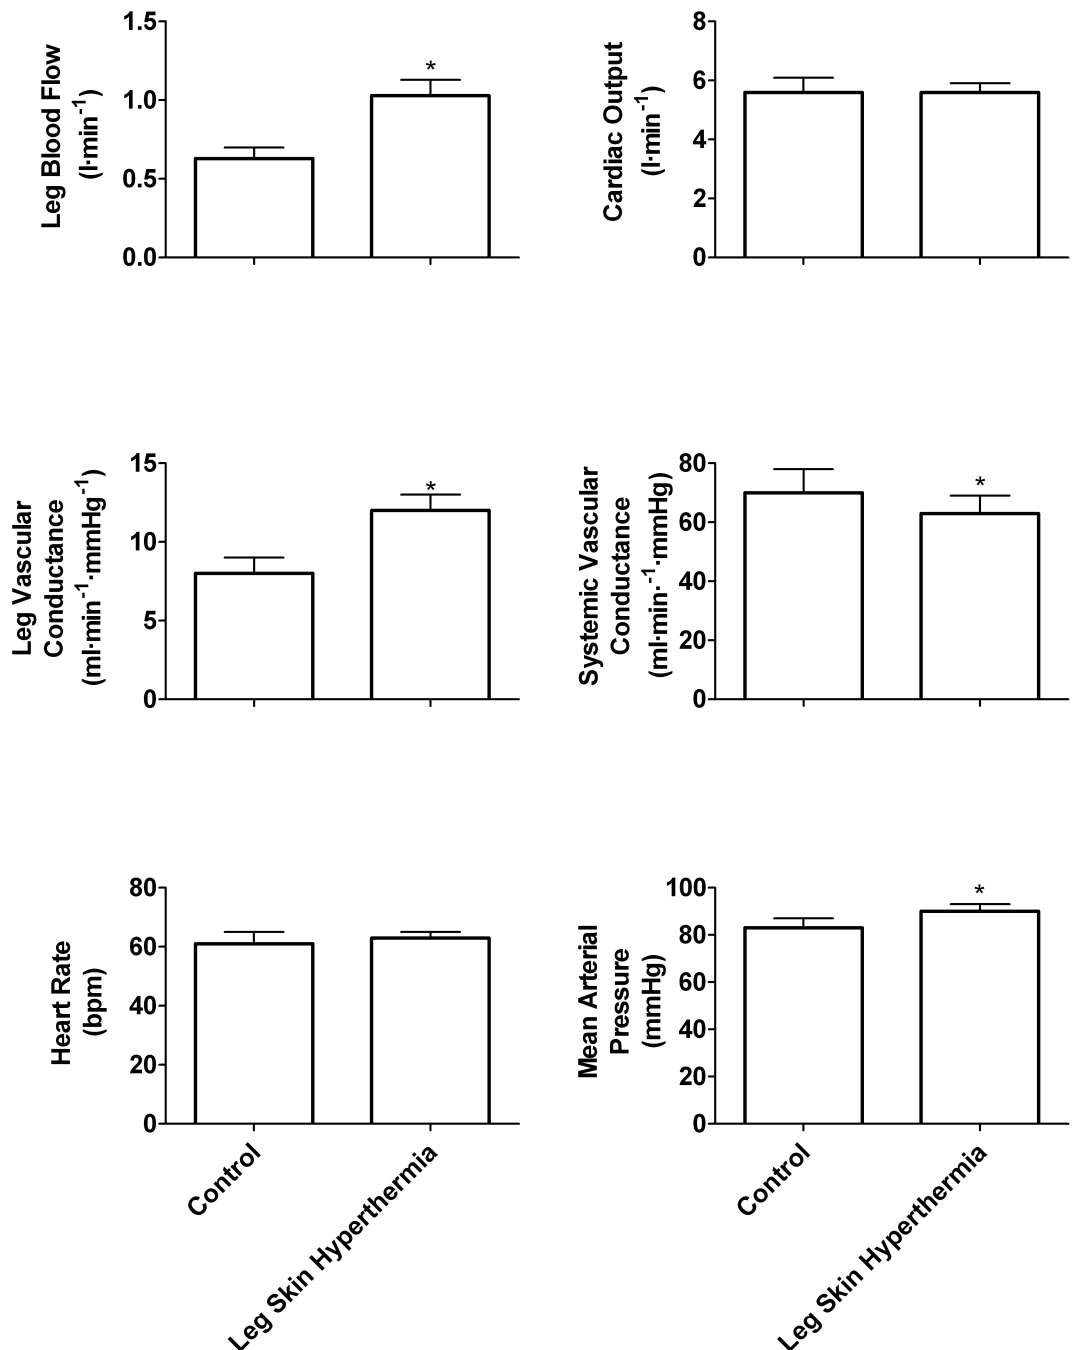 Leg Blood Flow
(l·min⁻¹)
1.5
1.0
0.5
0.0
*
Cardiac Output
(l·min⁻¹)
8
6
4
2
0
Leg Vascular
Conductance
(ml·min⁻¹·mmHg⁻¹)
15
10
5
0
*
Systemic Vascular
Conductance
(ml·min·⁻¹·mmHg)
80
60
40
20
0
*
Heart Rate
(bpm)
80
60
40
20
0
Control
Leg Skin Hyperthermia
Mean Arterial
Pressure
(mmHg)
100
80
60
40
20
0
*
Control
Leg Skin Hyperthermia